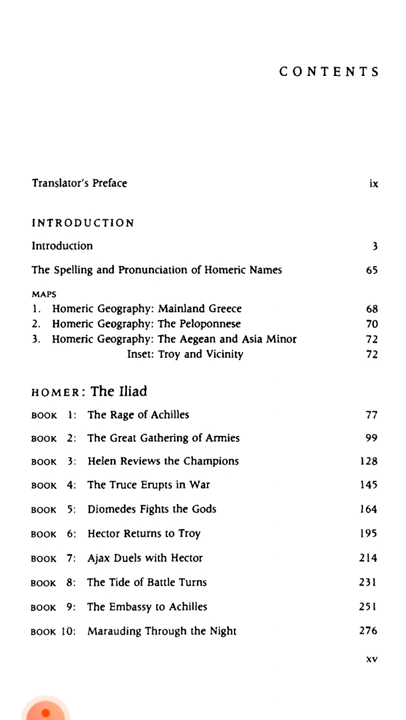 CONTENTS
Translator's Preface ix
INTRODUCTION
Introduction 3
The Spelling and Pronunciation of Homeric Names 65
MAPS
1. Homeric Geography: Mainland Greece 68
2. Homeric Geography: The Peloponnese 70
3. Homeric Geography: The Aegean and Asia Minor 72
Inset: Troy and Vicinity 72
HOMER: The Iliad
BOOK 1: The Rage of Achilles 77
BOOK 2: The Great Gathering of Armies 99
BOOK 3: Helen Reviews the Champions 128
BOOK 4: The Truce Erupts in War 145
BOOK 5: Diomedes Fights the Gods 164
BOOK 6: Hector Returns to Troy 195
BOOK 7: Ajax Duels with Hector 214
BOOK 8: The Tide of Battle Turns 231
BOOK 9: The Embassy to Achilles 251
BOOK 10: Marauding Through the Night 276
xv